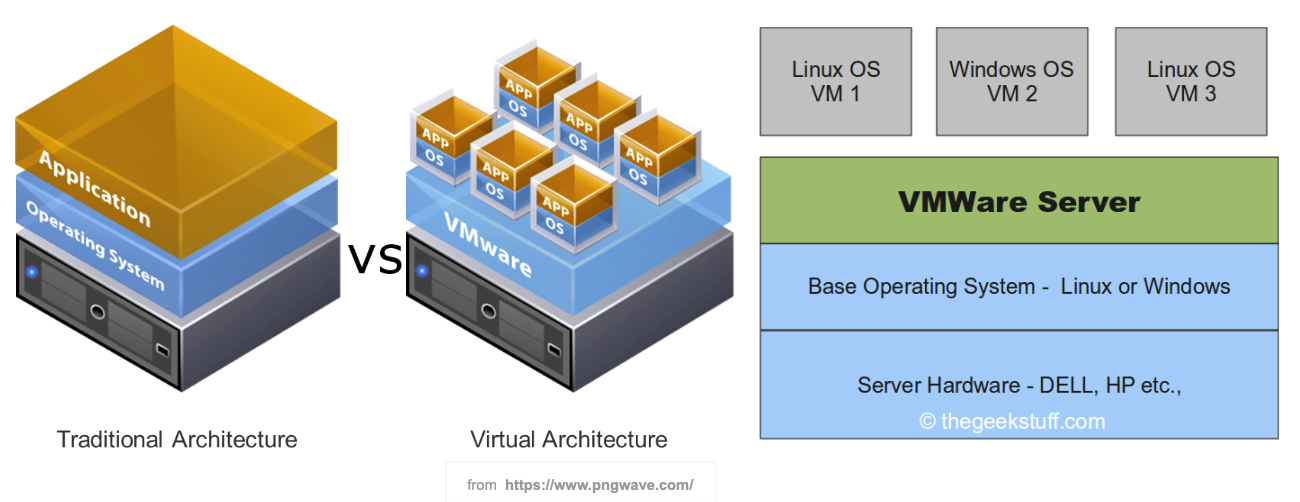 Application
Operating System
Traditional Architecture
vs
APP
OS
APP
OS
APP
OS
APP
OS
APP
OS
APP
OS
VMware
Virtual Architecture
from https://www.pngwave.com/
Linux OS
VM 1
Windows OS
VM 2
Linux OS
VM 3
VMWare Server
Base Operating System - Linux or Windows
Server Hardware - DELL, HP etc.,
© thegeekstuff.com